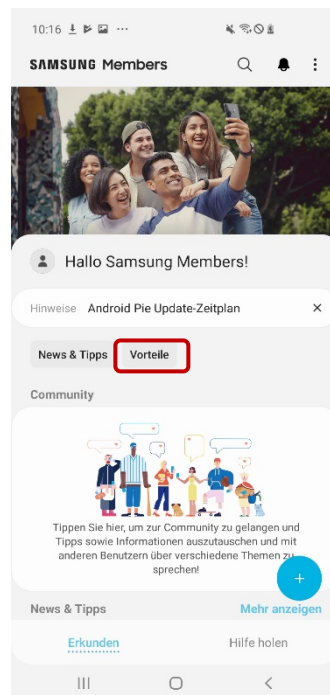 10:16
SAMSUNG Members
Hallo Samsung Members!
Hinweise Android Pie Update-Zeitplan
News & Tipps Vorteile
Community
Tippen Sie hier, um zur Community zu gelangen und
Tipps sowie Informationen auszutauschen und mit
anderen Benutzern über verschiedene Themen zu
sprechen!
News & Tipps Mehr anzeigen
Erkunden Hilfe holen